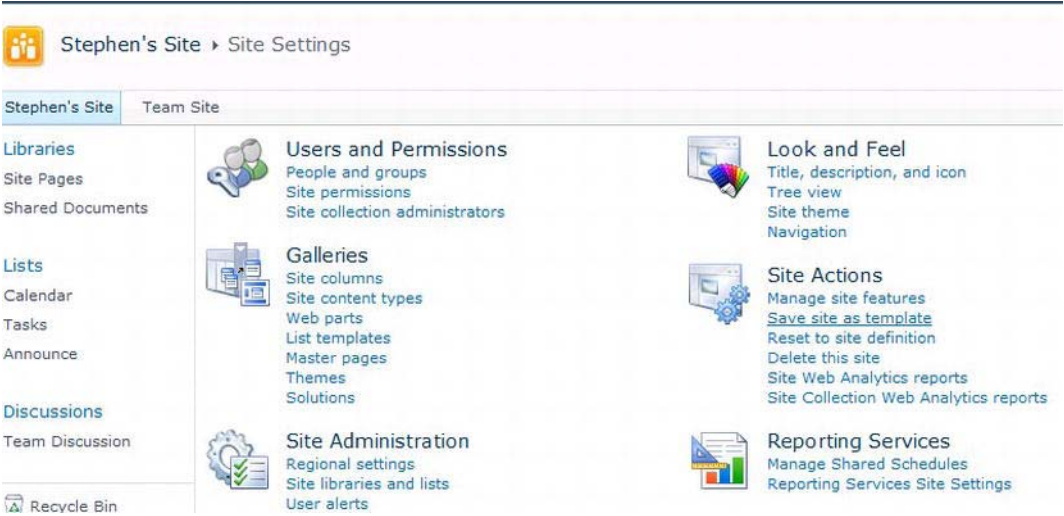 Stephen's Site ▸ Site Settings
Stephen's Site Team Site
Libraries
Site Pages
Shared Documents
Lists
Calendar
Tasks
Announce
Discussions
Team Discussion
Recycle Bin
Users and Permissions
People and groups
Site permissions
Site collection administrators
Galleries
Site columns
Site content types
Web parts
List templates
Master pages
Themes
Solutions
Site Administration
Regional settings
Site libraries and lists
User alerts
Look and Feel
Title, description, and icon
Tree view
Site theme
Navigation
Site Actions
Manage site features
Save site as template
Reset to site definition
Delete this site
Site Web Analytics reports
Site Collection Web Analytics reports
Reporting Services
Manage Shared Schedules
Reporting Services Site Settings